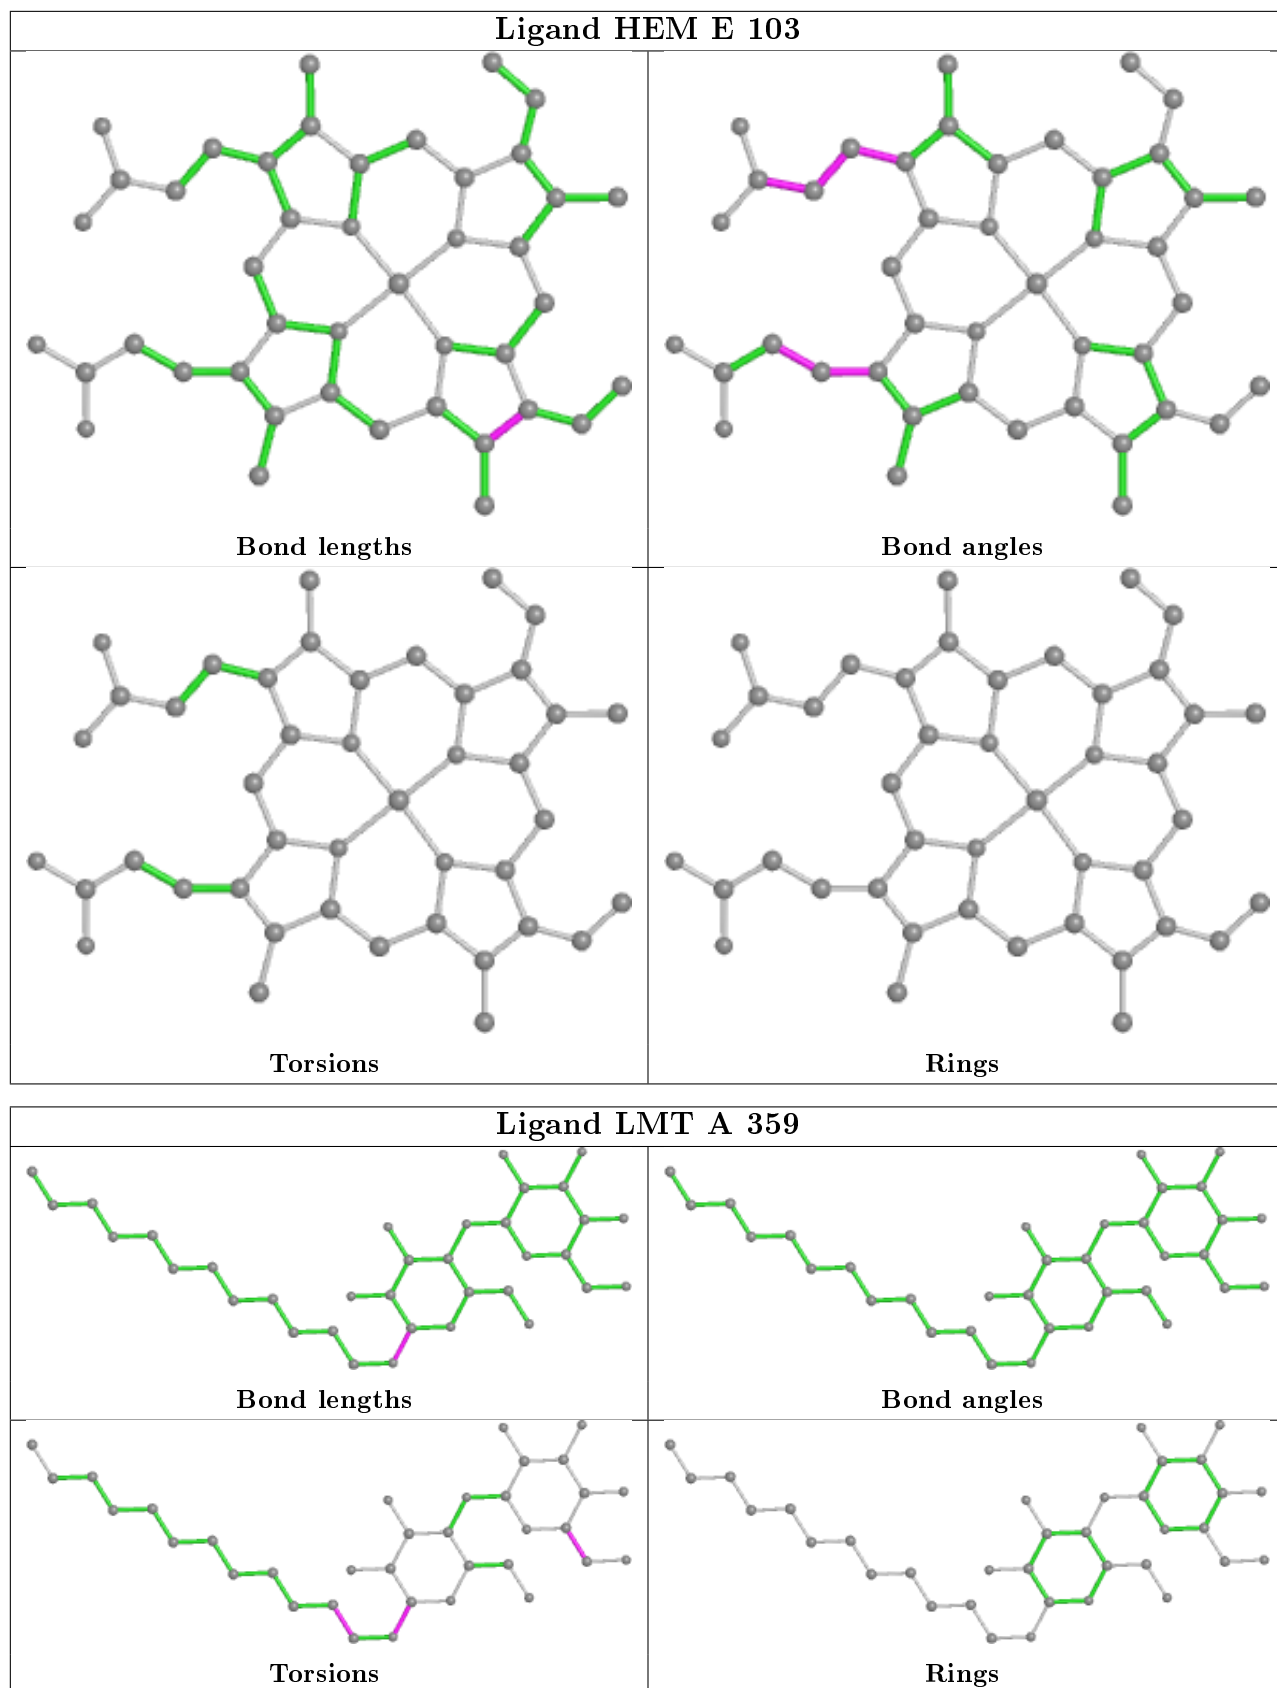 Ligand HEM E 103
Bond lengths
Bond angles
Torsions
Rings
Ligand LMT A 359
Bond lengths
Bond angles
Torsions
Rings